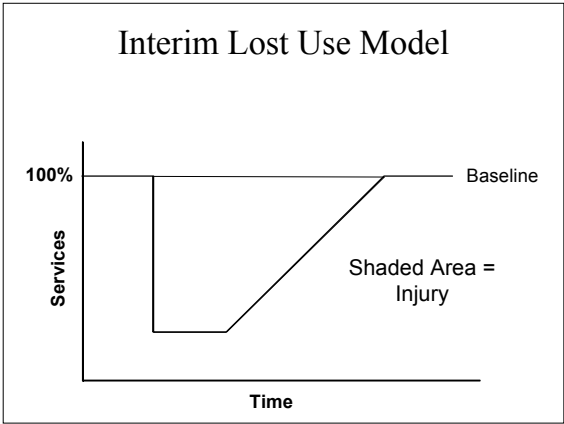 Interim Lost Use Model
100%
Baseline
Services
Shaded Area =
Injury
Time